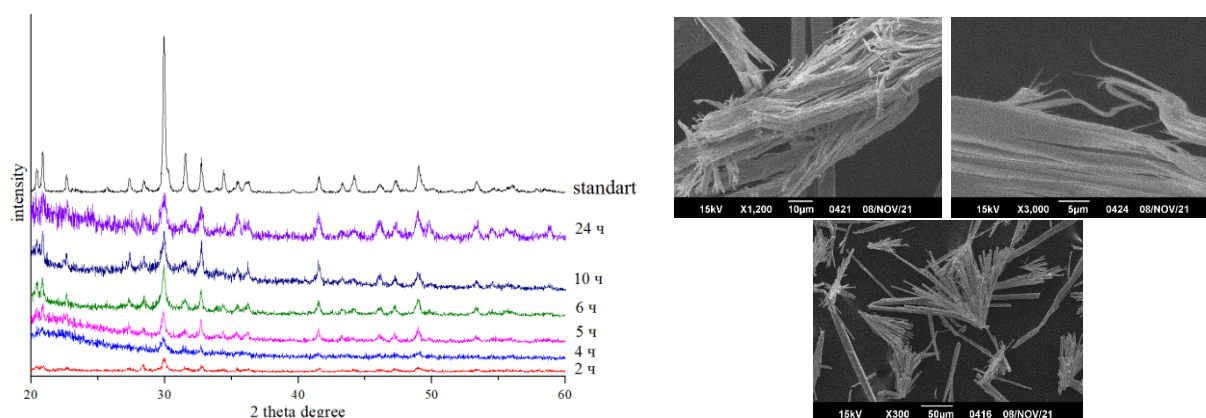 intensity
standart
24 ч
10 ч
6 ч
5 ч
4 ч
2 ч
20 30 40 50 60
2 theta degree
15kV X1,200 10µm 0421 08/NOV/21
15kV X3,000 5µm 0424 08/NOV/21
15kV X300 50µm 0416 08/NOV/21